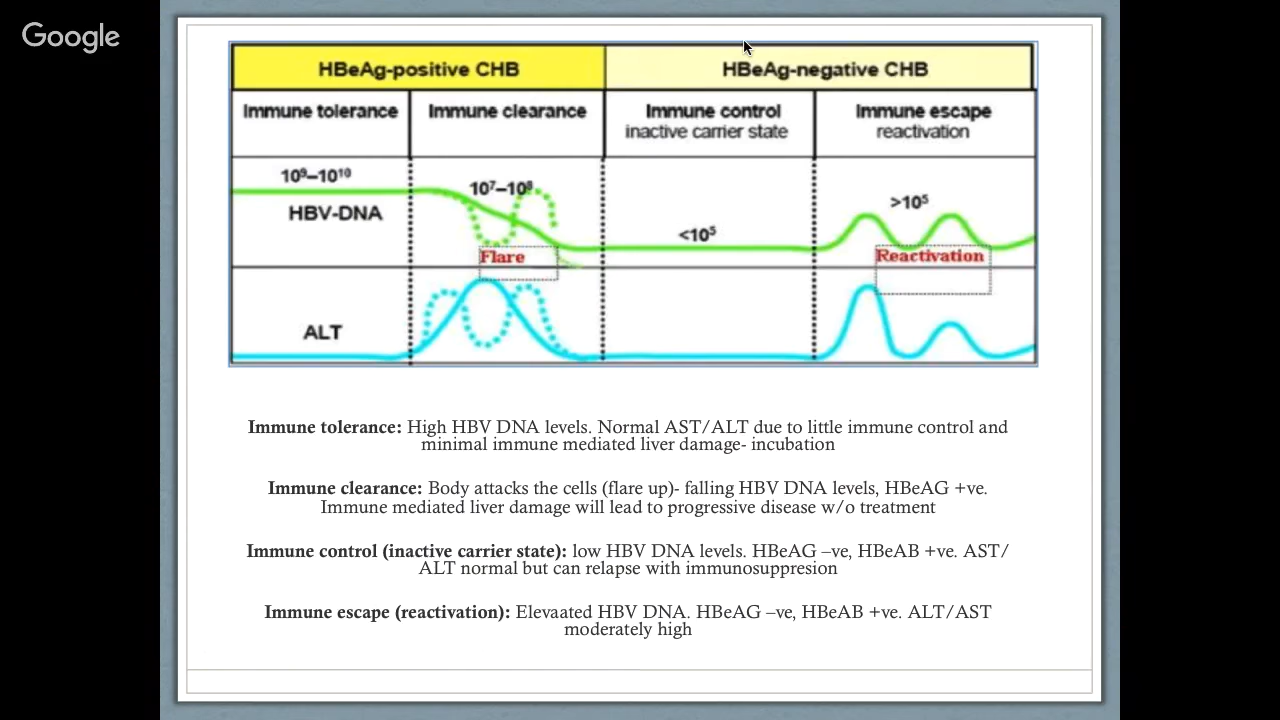 Google
HBeAg-positive CHB
HBeAg-negative CHB
Immune tolerance
Immune clearance
Immune control
inactive carrier state
Immune escape
reactivation
10⁹–10¹⁰
10⁷–10⁸
>10⁵
HBV-DNA
<10⁵
Flare
Reactivation
ALT
Immune tolerance: High HBV DNA levels. Normal AST/ALT due to little immune control and
minimal immune mediated liver damage- incubation
Immune clearance: Body attacks the cells (flare up)- falling HBV DNA levels, HBeAG +ve.
Immune mediated liver damage will lead to progressive disease w/o treatment
Immune control (inactive carrier state): low HBV DNA levels. HBeAG –ve, HBeAB +ve. AST/
ALT normal but can relapse with immunosuppresion
Immune escape (reactivation): Elevaated HBV DNA. HBeAG –ve, HBeAB +ve. ALT/AST
moderately high